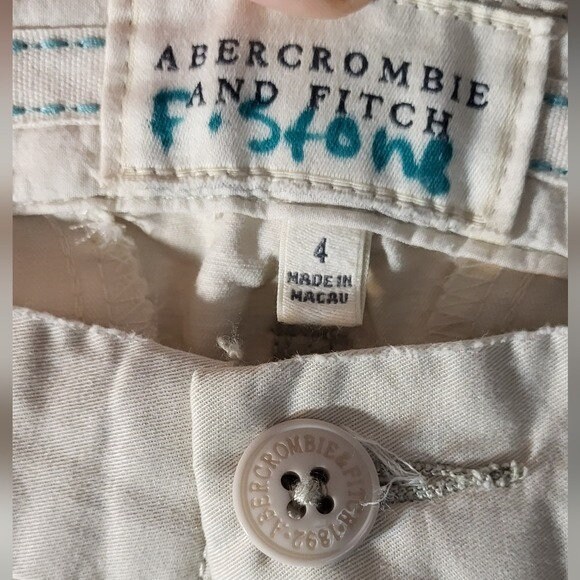 ABERCROMBIE
AND FITCH
F. Stone
4
MADE IN
MACAU
ABERCROMBIE & FITCH · 1892 ·